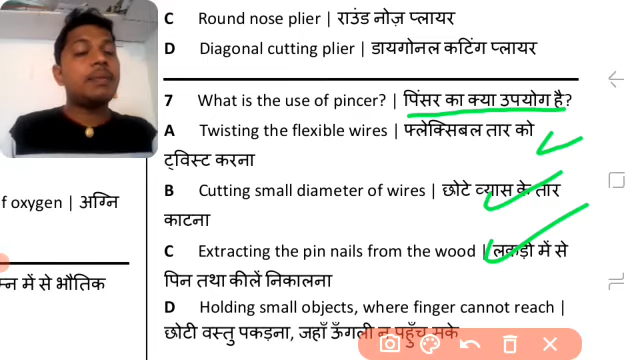 C Round nose plier | राउंड नोज़ प्लायर
D Diagonal cutting plier | डायगोनल कटिंग प्लायर
7 What is the use of pincer? | पिंसर का क्या उपयोग है?
A Twisting the flexible wires | फ्लेक्सिबल तार को
ट्विस्ट करना
B Cutting small diameter of wires | छोटे व्यास के तार
काटना
C Extracting the pin nails from the wood | लकड़ी में से
पिन तथा कीलें निकालना
D Holding small objects, where finger cannot reach |
छोटी वस्तु पकड़ना, जहाँ ऊँगली न पहुँच सके
f oxygen | अग्नि
म्न में से भौतिक